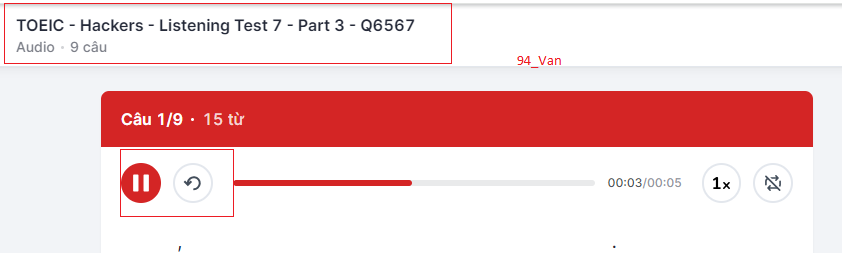 TOEIC - Hackers - Listening Test 7 - Part 3 - Q6567
Audio • 9 câu
94_Van
Câu 1/9 • 15 từ
00:03/00:05 1x
, .